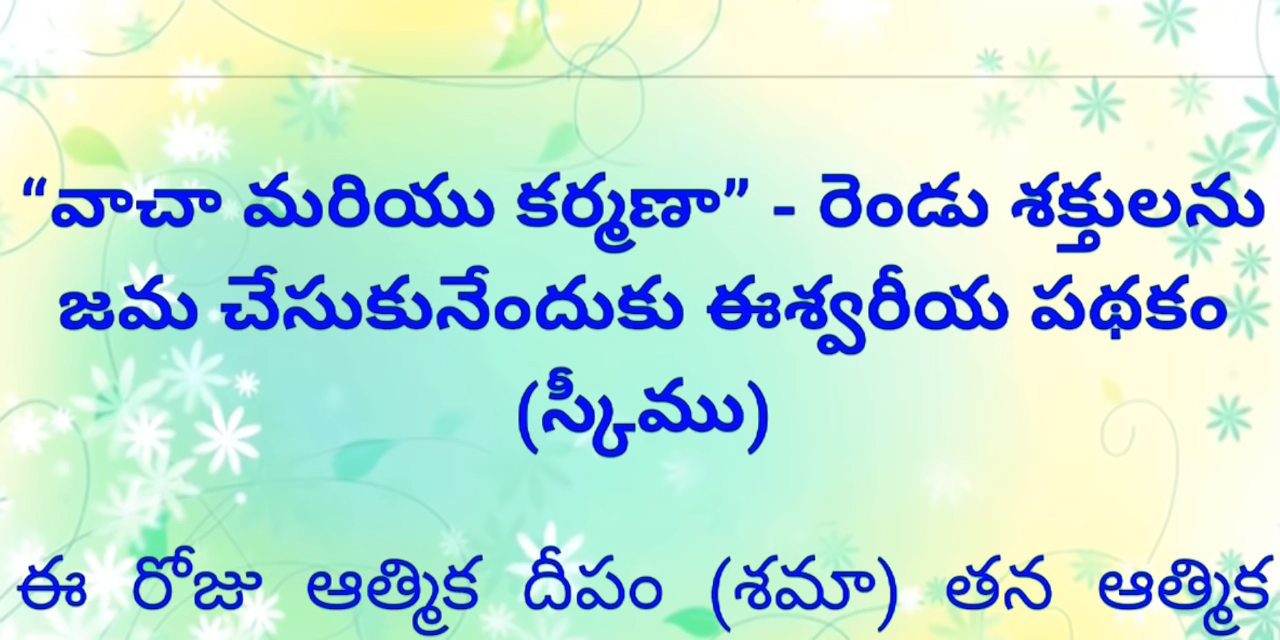 “వాచా మరియు కర్మణా” - రెండు శక్తులను
జమ చేసుకునేందుకు ఈశ్వరీయ పథకం
(స్కీము)
ఈ రోజు ఆత్మిక దీపం (శమా) తన ఆత్మిక